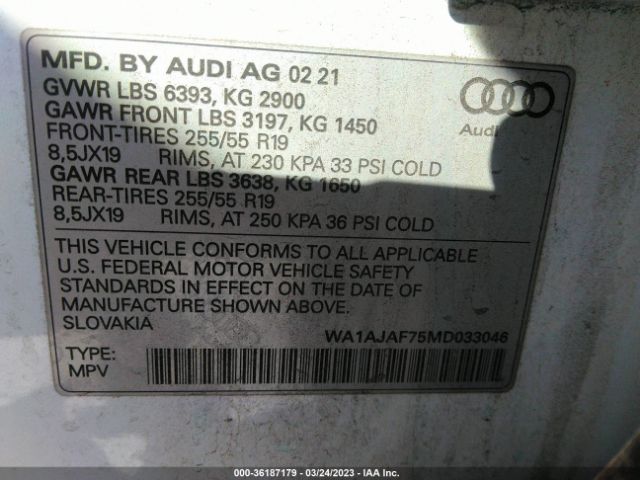 MFD. BY AUDI AG 02 21
GVWR LBS 6393, KG 2900
GAWR FRONT LBS 3197, KG 1450
FRONT-TIRES 255/55 R19
8,5JX19 RIMS, AT 230 KPA 33 PSI COLD
GAWR REAR LBS 3638, KG 1650
REAR-TIRES 255/55 R19
8,5JX19 RIMS, AT 250 KPA 36 PSI COLD
Audi
THIS VEHICLE CONFORMS TO ALL APPLICABLE
U.S. FEDERAL MOTOR VEHICLE SAFETY
STANDARDS IN EFFECT ON THE DATE OF
MANUFACTURE SHOWN ABOVE.
SLOVAKIA
WA1AJAF75MD033046
TYPE:
MPV
000-36187179 — 03/24/2023 — IAA Inc.